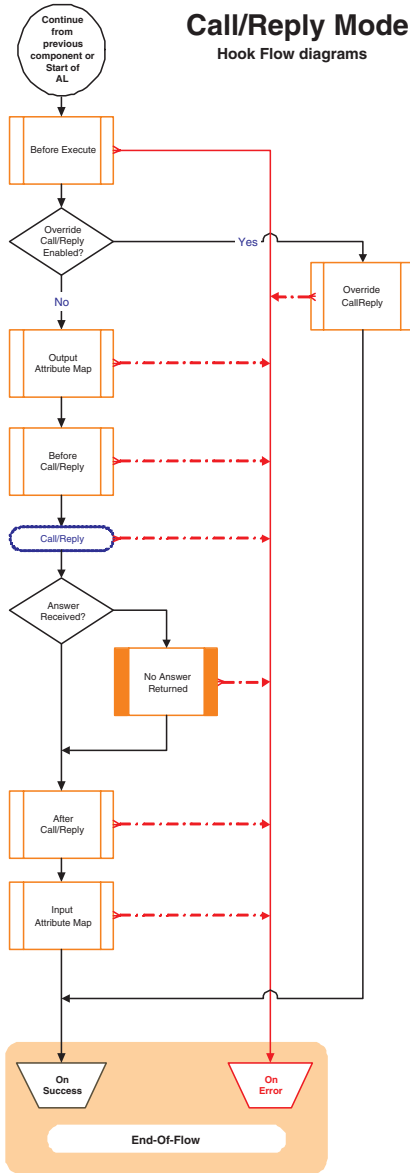 Call/Reply Mode
Hook Flow diagrams
Continue
from
previous
component or
Start of
AL
Before Execute
Override
Call/Reply
Enabled?
Yes
Override
CallReply
No
Output
Attribute Map
Before
Call/Reply
Call/Reply
Answer
Received?
No Answer
Returned
After
Call/Reply
Input
Attribute Map
On
Success
On
Error
End-Of-Flow